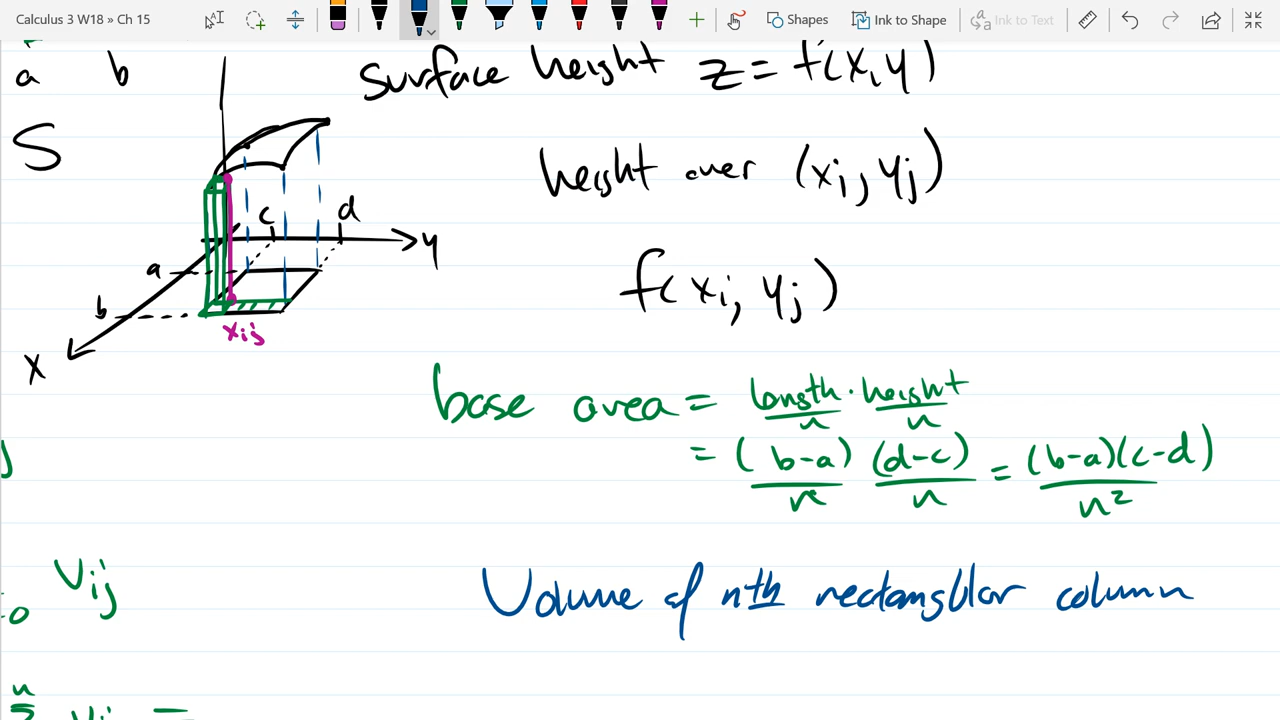 Calculus 3 W18 » Ch 15
Shapes
Ink to Shape
Ink to Text
a b
surface height z = f(x, y)
S
height over (xi, yj)
c d
y
a
f(xi, yj)
b
xij
x
base area = length/n · height/n
= (b-a)/n (d-c)/n = (b-a)(c-d)/n²
Vij
Volume of nth rectangular column
n
Vij =